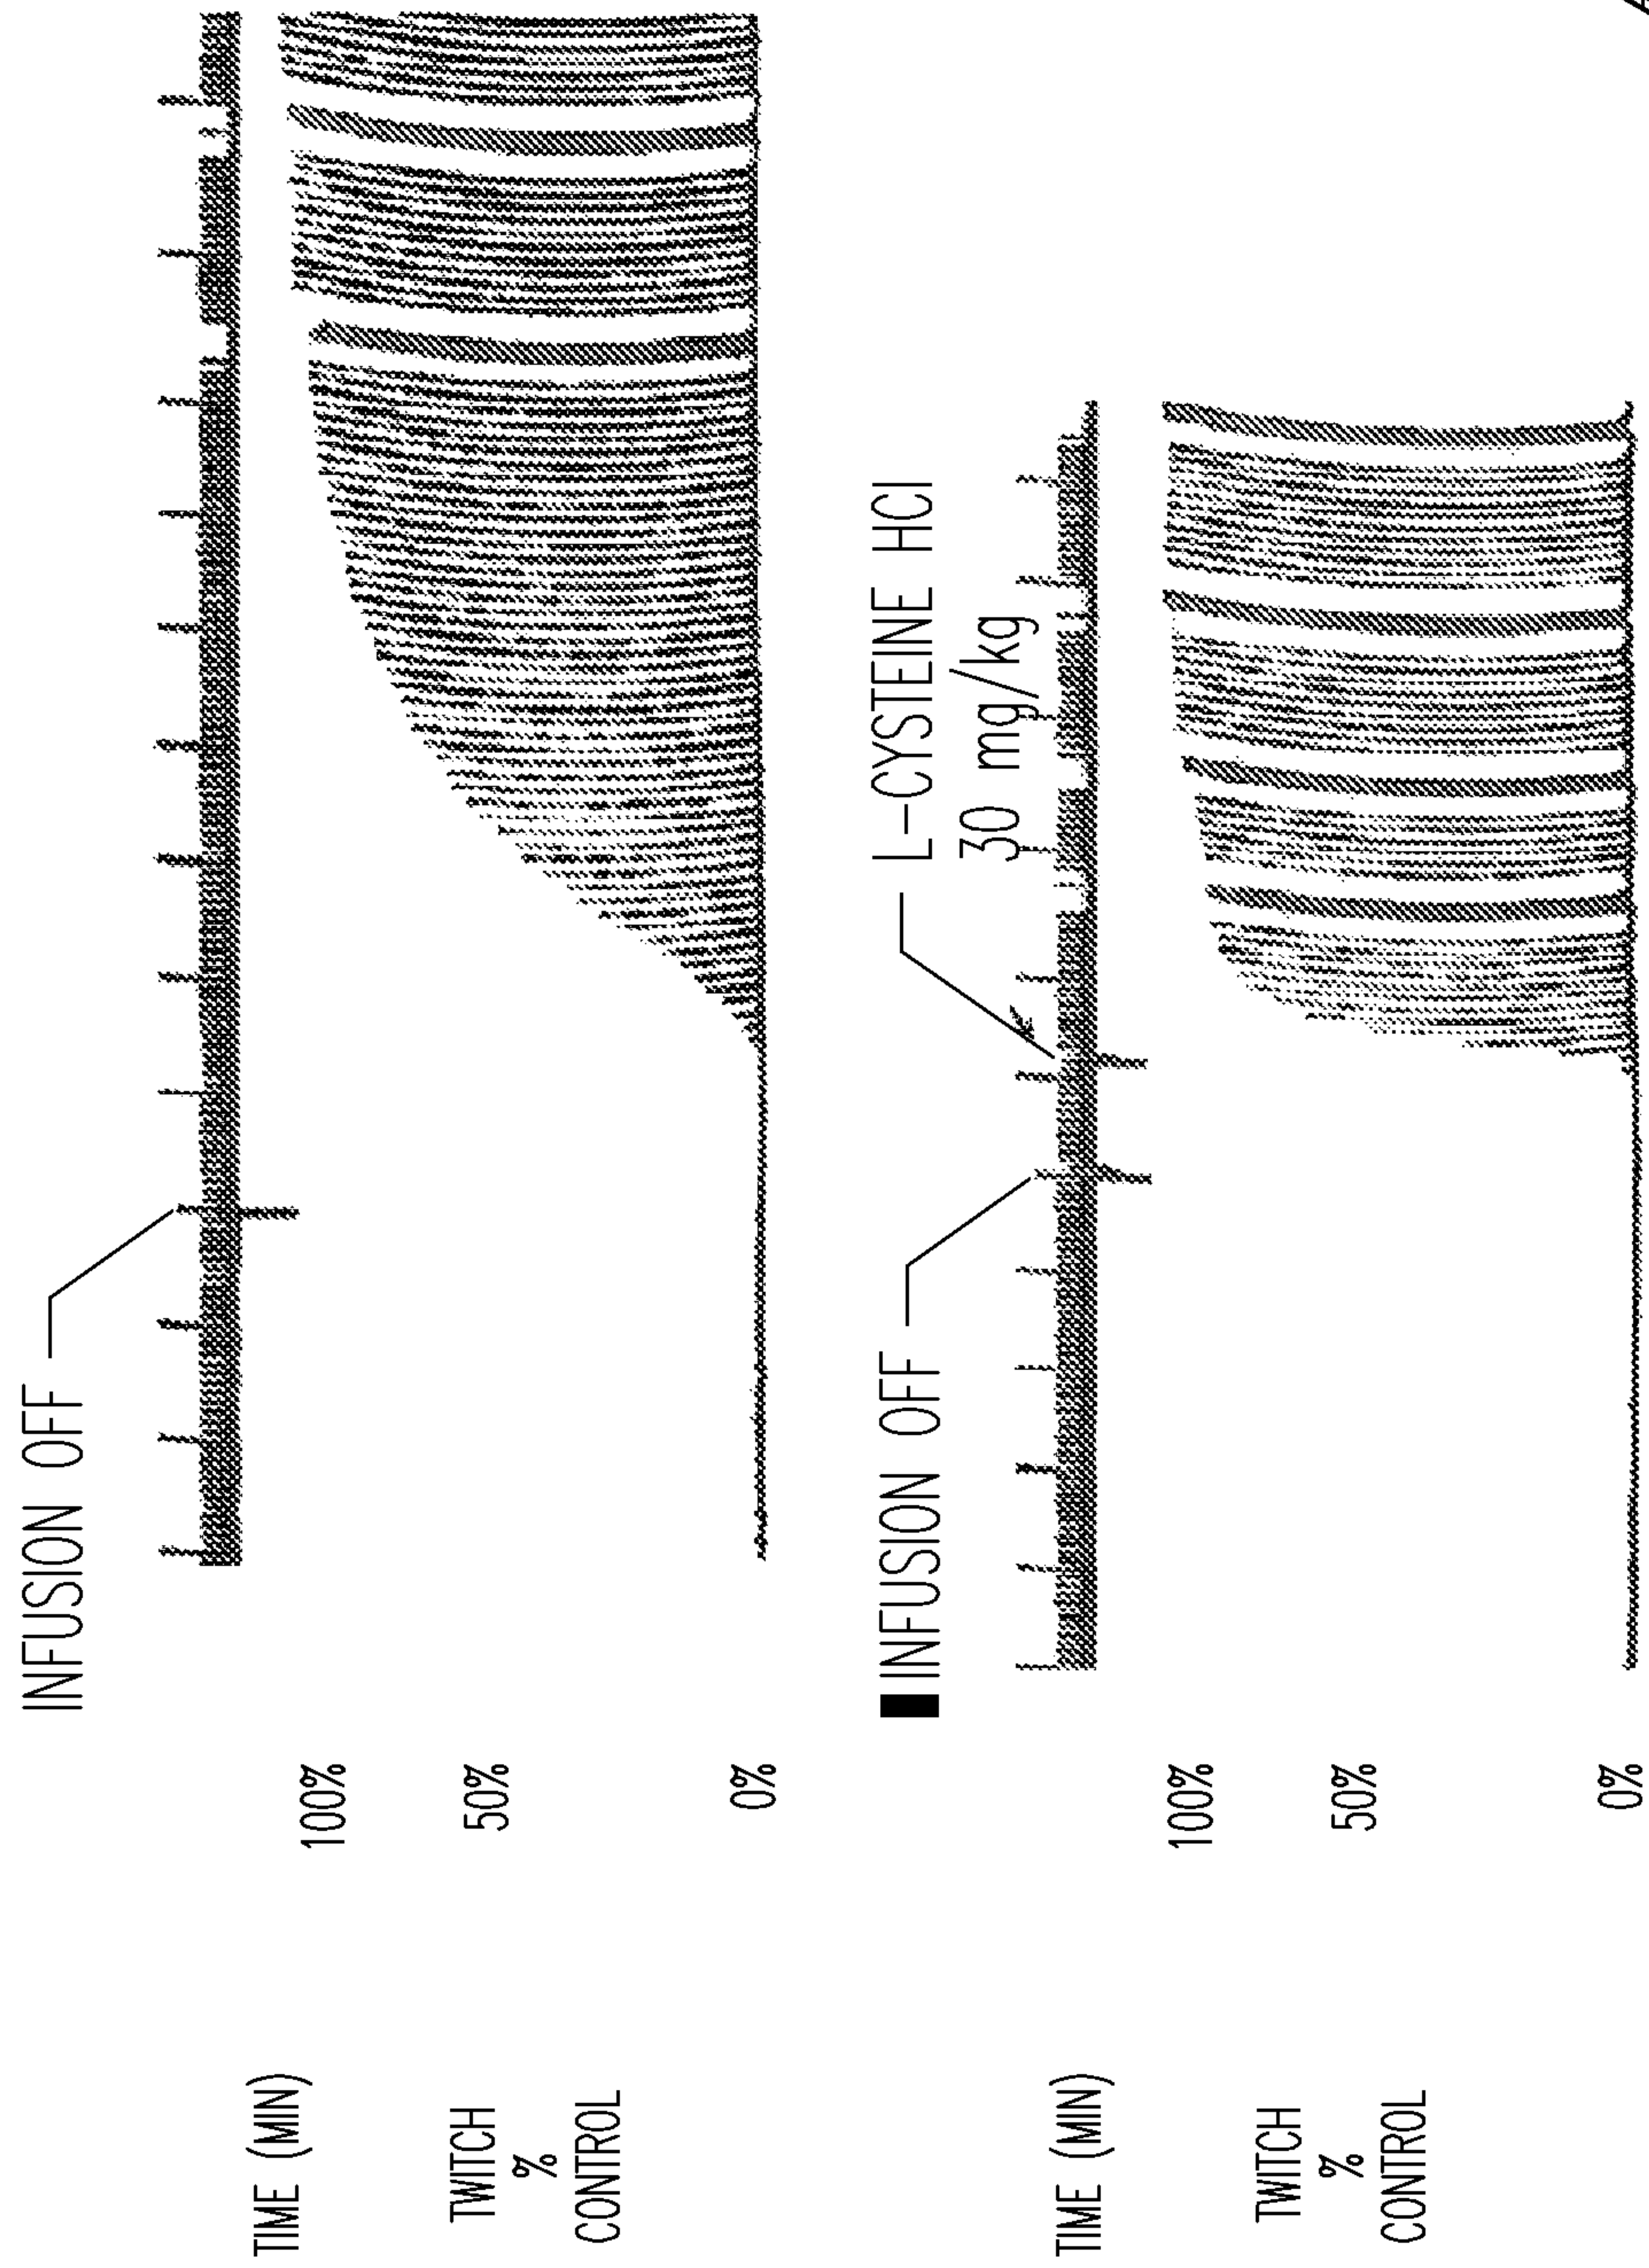 INFUSION OFF
TIME (MIN)
100%
TWITCH
%
CONTROL
50%
0%
INFUSION OFF
L-CYSTEINE HCl
30 mg/kg
TIME (MIN)
100%
TWITCH
%
CONTROL
50%
0%